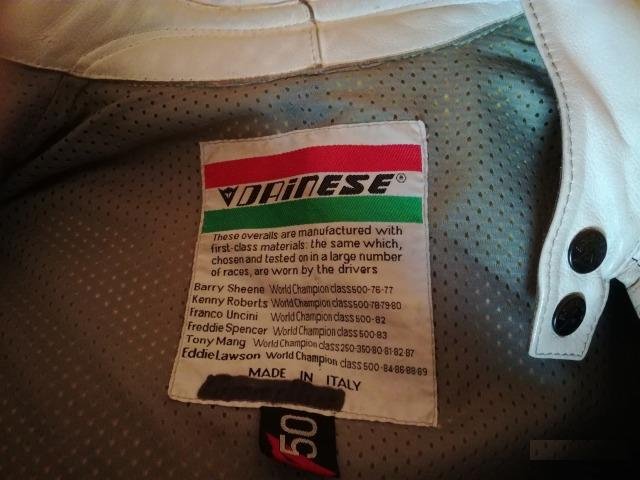 DAINESE®
These overalls are manufactured with
first-class materials: the same which,
chosen and tested on in a large number
of races, are worn by the drivers
Barry Sheene World Champion class 500-76-77
Kenny Roberts World Champion class 500-78-79-80
Franco Uncini World Champion class 500-82
Freddie Spencer World Champion class 500-83
Tony Mang World Champion class 250-350-80-81-82-87
Eddie Lawson World Champion class 500-84-86-88-89
MADE IN ITALY
50